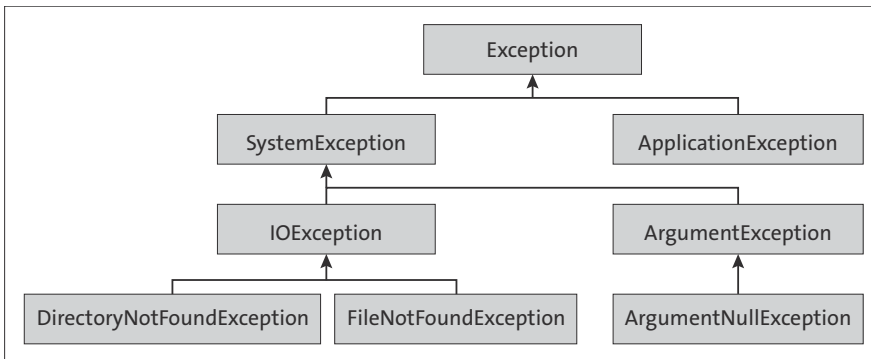 Exception
SystemException
ApplicationException
IOException
ArgumentException
DirectoryNotFoundException
FileNotFoundException
ArgumentNullException